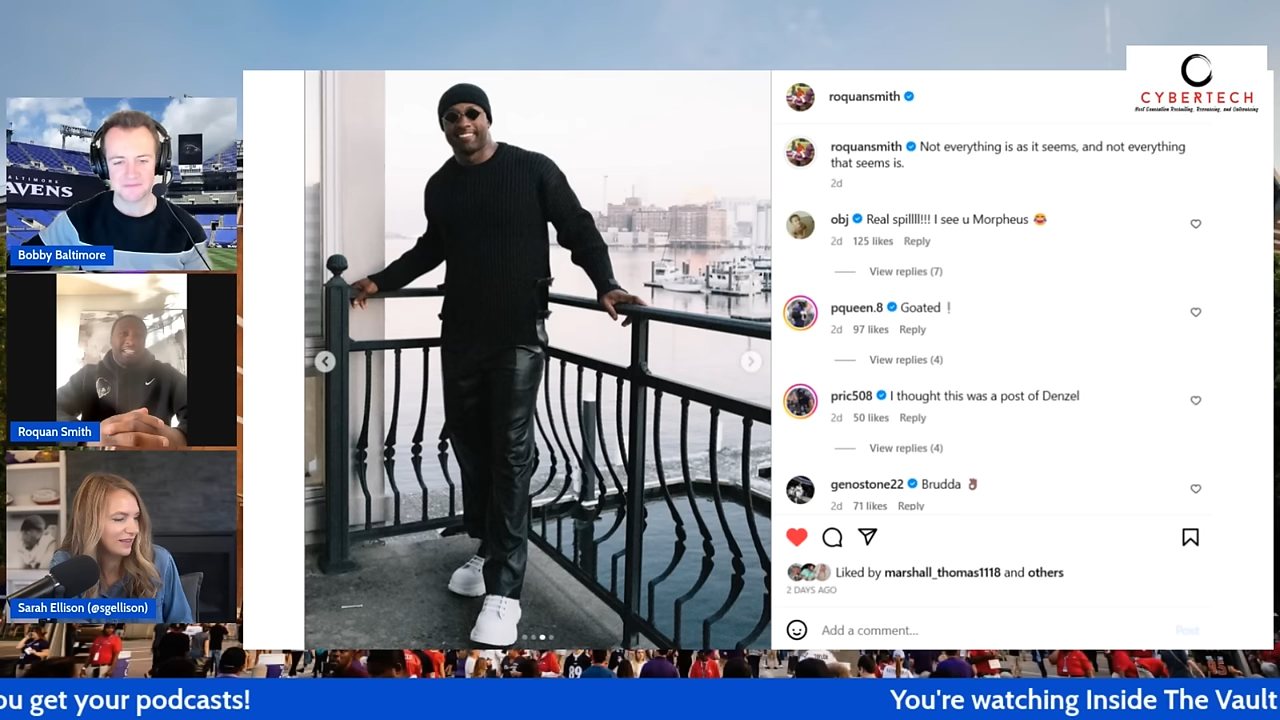 CYBERTECH
roquansmith
roquansmith Not everything is as it seems, and not everything
that seems is.
2d
obj Real spillll!!! I see u Morpheus 😂
2d 125 likes Reply
View replies (7)
pqueen.8 Goated ❕
2d 97 likes Reply
View replies (4)
pric508 I thought this was a post of Denzel
2d 50 likes Reply
View replies (4)
genostone22 Brudda 👌🏾
2d 71 likes Reply
Liked by marshall_thomas1118 and others
2 DAYS AGO
Add a comment...
Post
AVENS
Bobby Baltimore
Roquan Smith
Sarah Ellison (@sgellison)
89
ou get your podcasts!
You're watching Inside The Vault